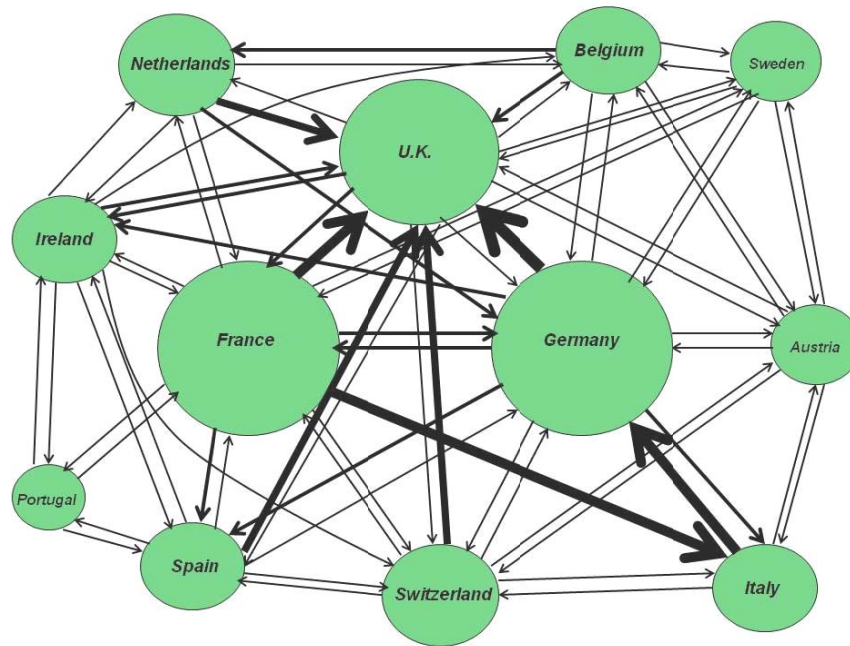 Netherlands
Belgium
Sweden
U.K.
Ireland
France
Germany
Austria
Portugal
Spain
Switzerland
Italy